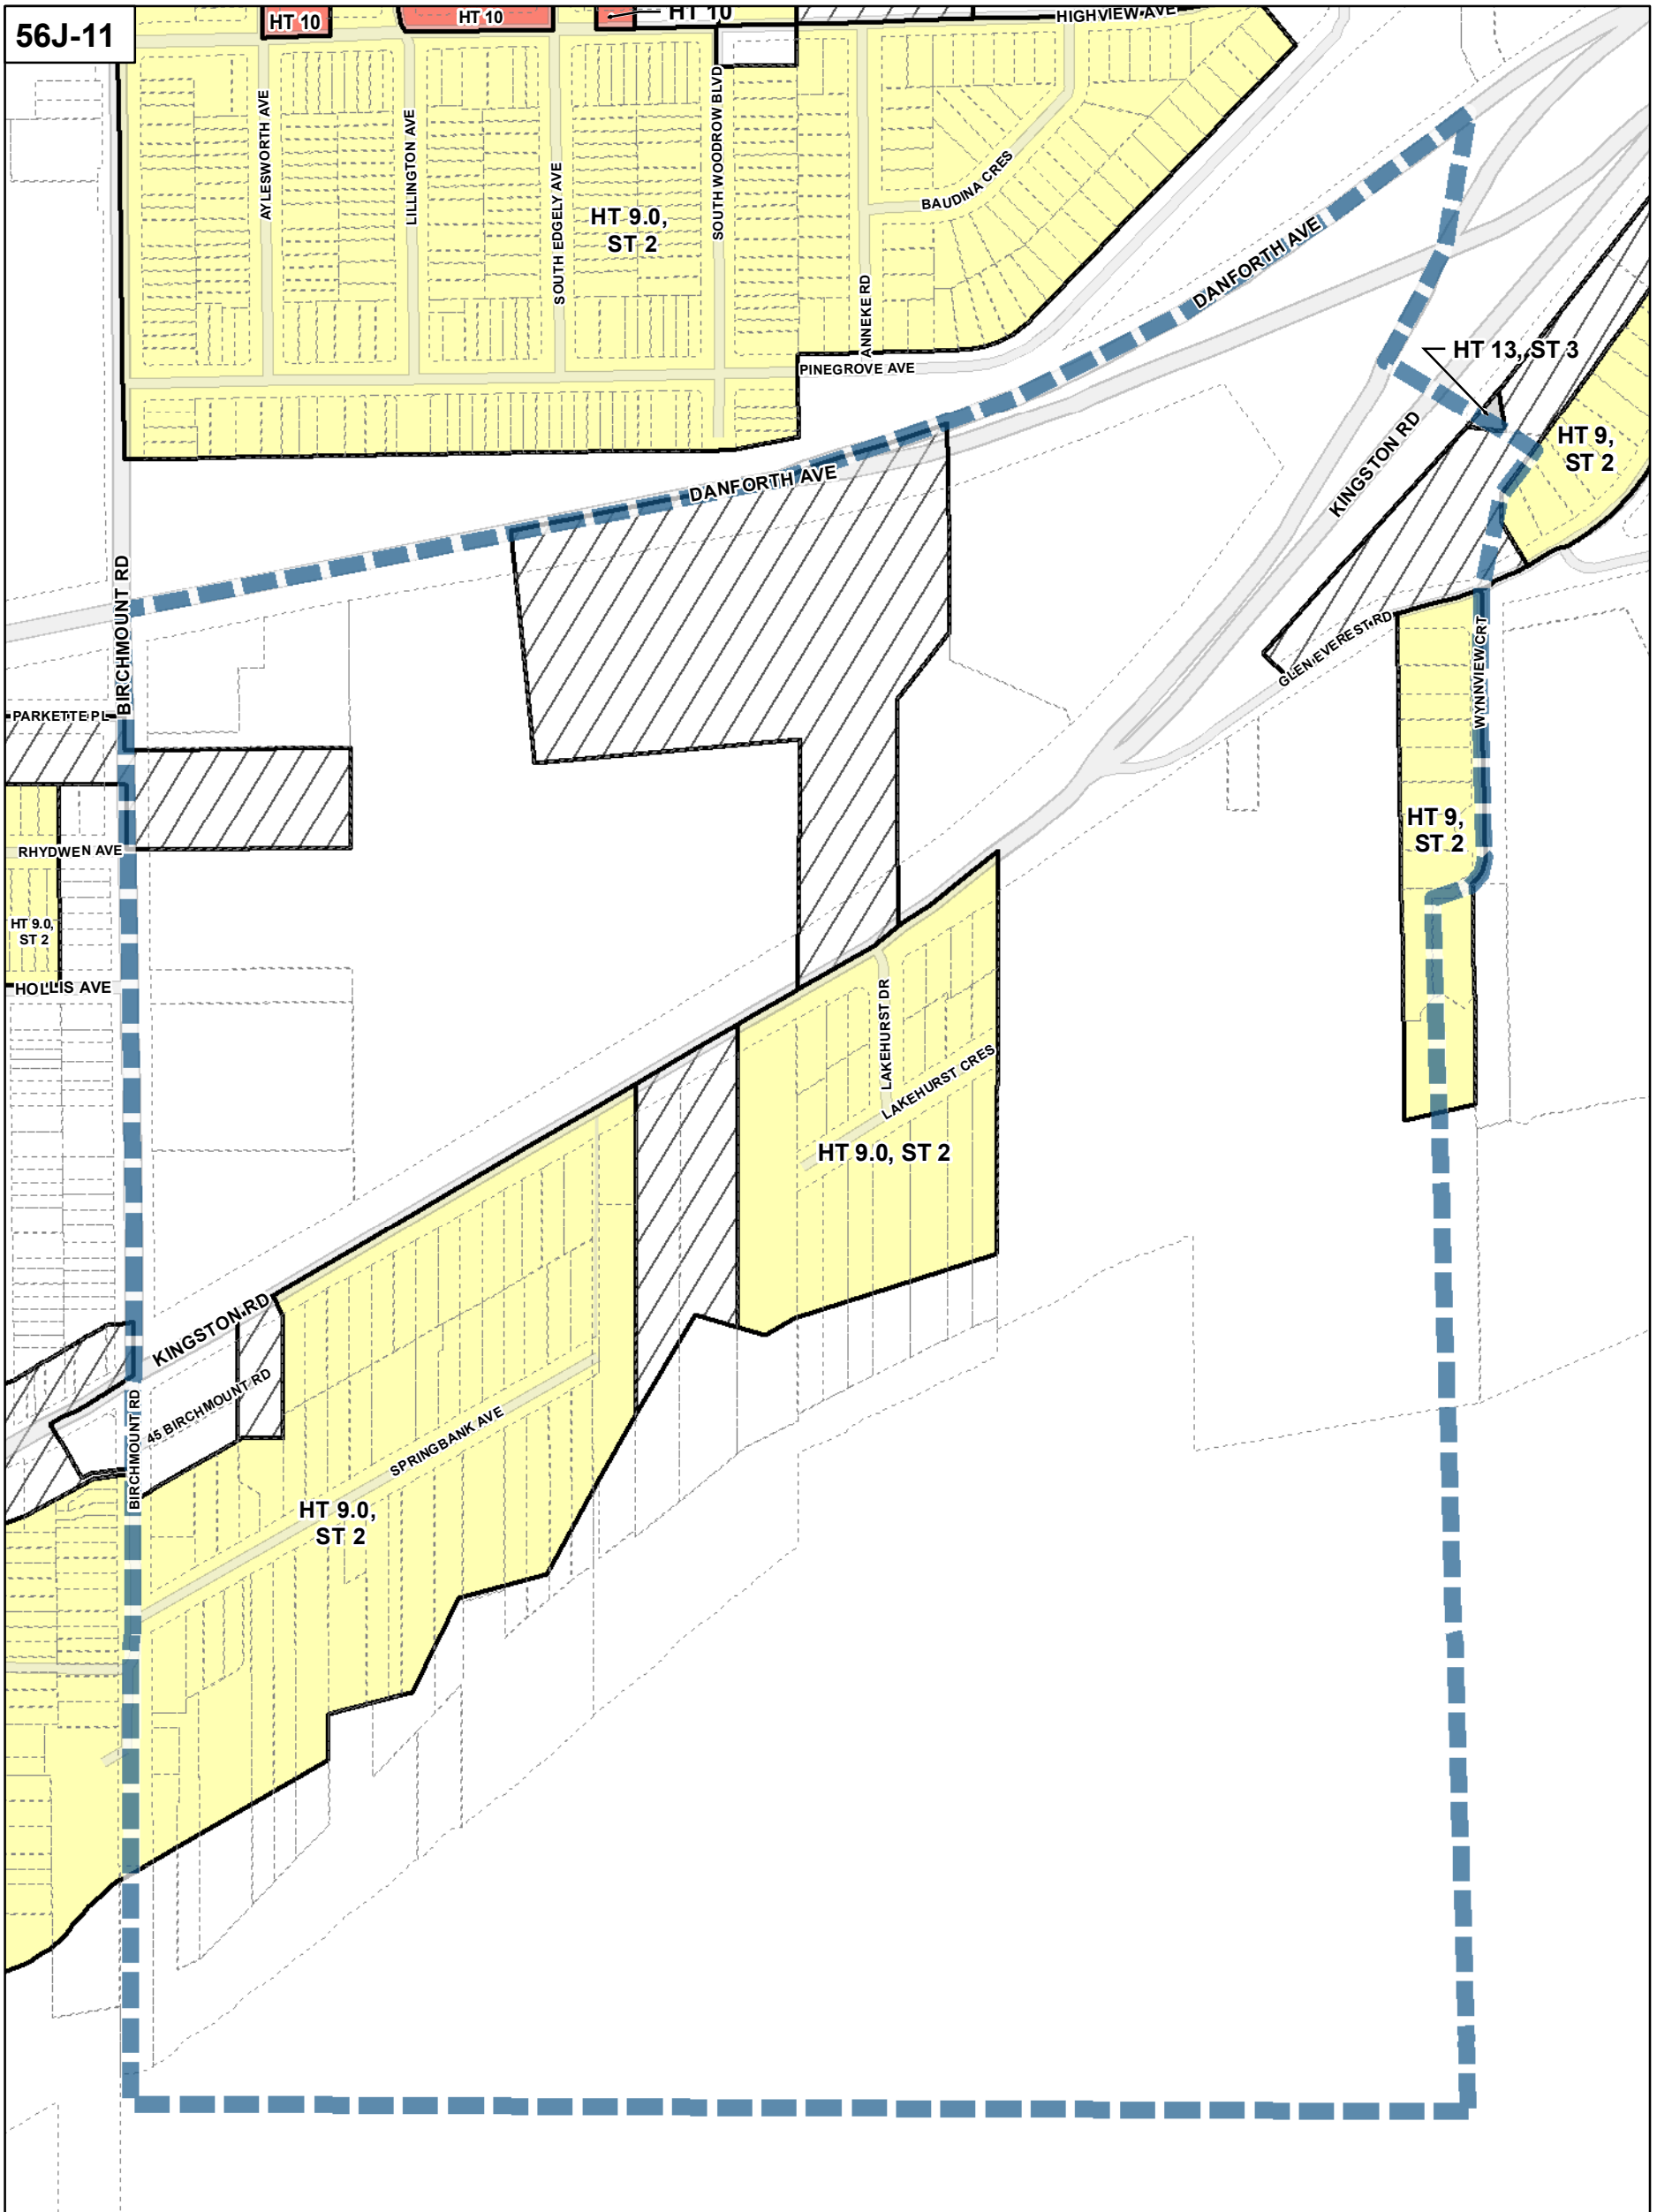 56J-11
HT 10
HT 10
HT 10
HIGHVIEW AVE
AYLESWORTH AVE
LILLINGTON AVE
SOUTH EDGELY AVE
SOUTH WOODROW BLVD
HT 9.0,
ST 2
ANNEKE RD
BAUDINA CRES
PINEGROVE AVE
DANFORTH AVE
HT 13, ST 3
KINGSTON RD
HT 9,
ST 2
DANFORTH AVE
BIRCHMOUNT RD
GLEN EVEREST RD
WYNNVIEW CRT
PARKETTE PL
HT 9,
ST 2
RHYDWEN AVE
HT 9.0,
ST 2
HOLLIS AVE
LAKEHURST DR
LAKEHURST CRES
HT 9.0, ST 2
KINGSTON RD
45 BIRCHMOUNT RD
BIRCHMOUNT RD
SPRINGBANK AVE
HT 9.0,
ST 2